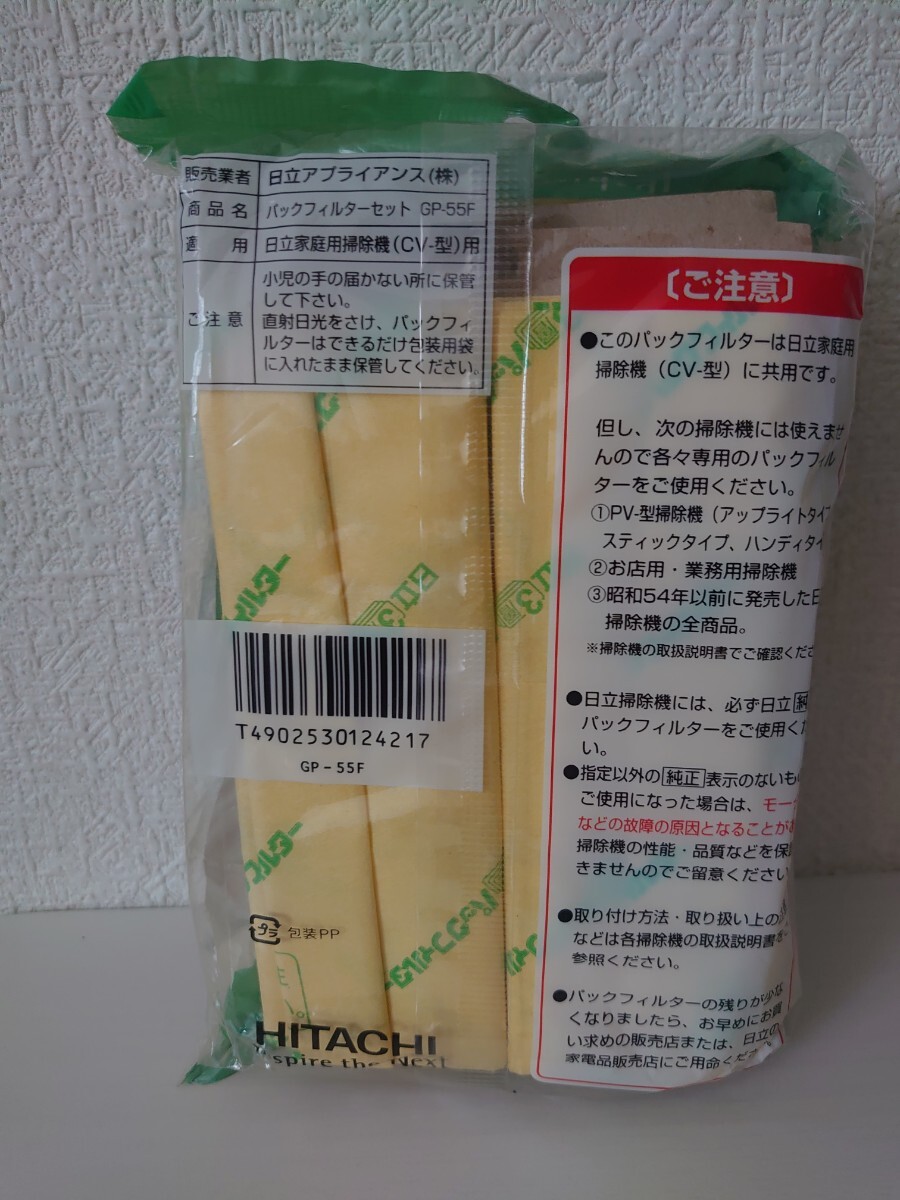 販売業者 日立アプライアンス(株)
商品名 パックフィルターセット GP-55F
適用 日立家庭用掃除機(CV-型)用
ご注意 小児の手の届かない所に保管
して下さい。
直射日光をさけ、パックフィ
ルターはできるだけ包装用袋
に入れたまま保管してください。
T4902530124217
GP-55F
プラ 包装PP
HITACHI
spire the Next
〔ご注意〕
●このパックフィルターは日立家庭用
掃除機(CV-型)に共用です。
但し、次の掃除機には使えませ
んので各々専用のパックフィル
ターをご使用ください。
①PV-型掃除機(アップライトタイプ
スティックタイプ、ハンディタイ
②お店用・業務用掃除機
③昭和54年以前に発売した日
掃除機の全商品。
※掃除機の取扱説明書でご確認くださ
●日立掃除機には、必ず日立純
パックフィルターをご使用くだ
い。
●指定以外の純正表示のないもの
ご使用になった場合は、モー
などの故障の原因となることがあ
掃除機の性能・品質などを保
きませんのでご留意ください
●取り付け方法・取り扱い上の
などは各掃除機の取扱説明書を
参照ください。
●パックフィルターの残りが少な
くなりましたら、お早めにお買
い求めの販売店または、日立の
家電品販売店にご用命くださ